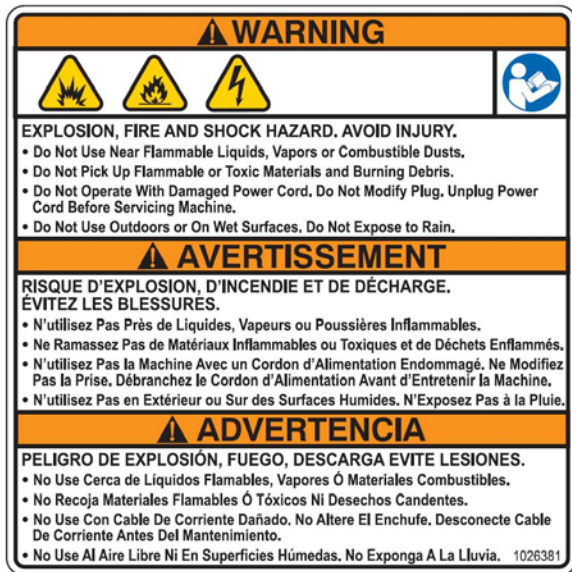 WARNING
EXPLOSION, FIRE AND SHOCK HAZARD. AVOID INJURY.
• Do Not Use Near Flammable Liquids, Vapors or Combustible Dusts.
• Do Not Pick Up Flammable or Toxic Materials and Burning Debris.
• Do Not Operate With Damaged Power Cord. Do Not Modify Plug. Unplug Power
Cord Before Servicing Machine.
• Do Not Use Outdoors or On Wet Surfaces. Do Not Expose to Rain.
AVERTISSEMENT
RISQUE D'EXPLOSION, D'INCENDIE ET DE DÉCHARGE.
ÉVITEZ LES BLESSURES.
• N'utilisez Pas Près de Liquides, Vapeurs ou Poussières Inflammables.
• Ne Ramassez Pas de Matériaux Inflammables ou Toxiques et de Déchets Enflammés.
• N'utilisez Pas la Machine Avec un Cordon d'Alimentation Endommagé. Ne Modifiez
Pas la Prise. Débranchez le Cordon d'Alimentation Avant d'Entretenir la Machine.
• N'utilisez Pas en Extérieur ou Sur des Surfaces Humides. N'Exposez Pas à la Pluie.
ADVERTENCIA
PELIGRO DE EXPLOSIÓN, FUEGO, DESCARGA EVITE LESIONES.
• No Use Cerca de Líquidos Flamables, Vapores Ó Materiales Combustibles.
• No Recoja Materiales Flamables Ó Tóxicos Ni Desechos Candentes.
• No Use Con Cable De Corriente Dañado. No Altere El Enchufe. Desconecte Cable
De Corriente Antes Del Mantenimiento.
• No Use Al Aire Libre Ni En Superficies Húmedas. No Exponga A La Lluvia. 1026381